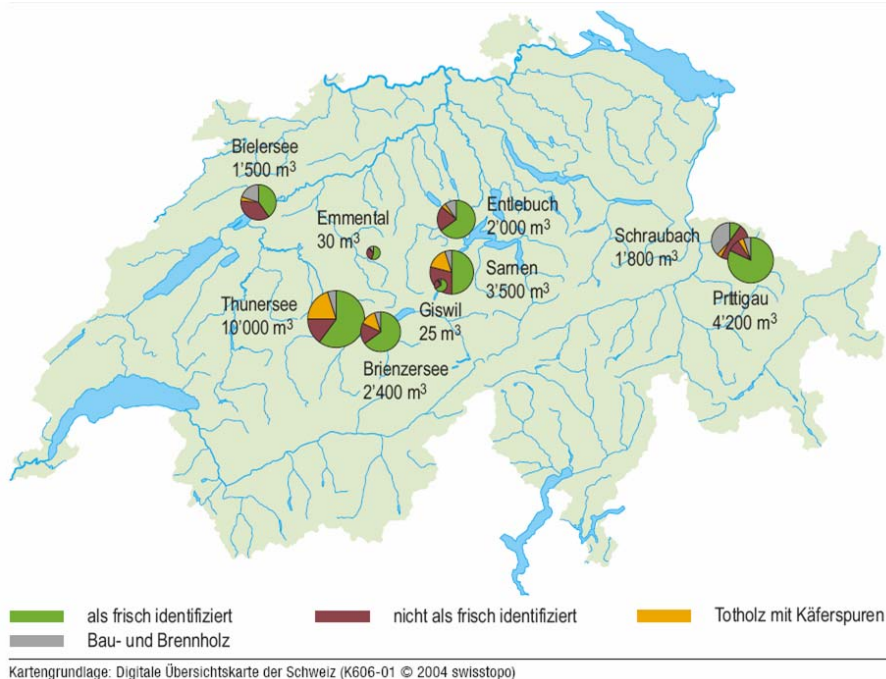 Bielersee
1'500 m³
Emmental
30 m³
Entlebuch
2'000 m³
Schraubach
1'800 m³
Sarnen
3'500 m³
Thunersee
10'000 m³
Giswil
25 m³
Prttigau
4'200 m³
Brienzersee
2'400 m³
als frisch identifiziert
nicht als frisch identifiziert
Totholz mit Käferspuren
Bau- und Brennholz
Kartengrundlage: Digitale Übersichtskarte der Schweiz (K606-01 © 2004 swisstopo)